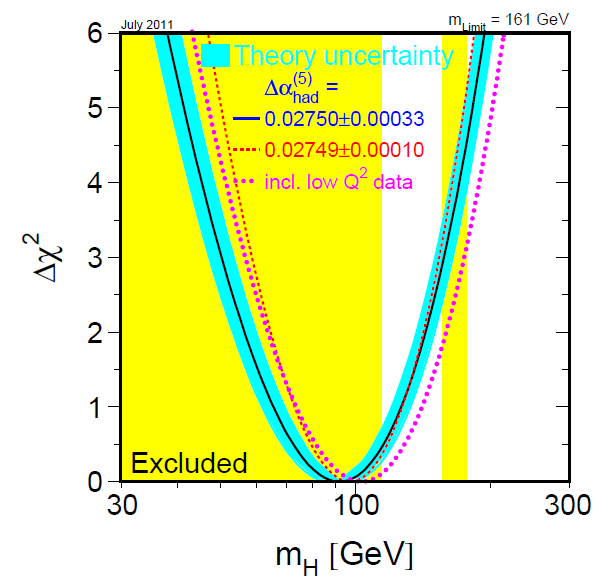 July 2011
m_Limit = 161 GeV
Theory uncertainty
Δα_had^(5) =
0.02750±0.00033
0.02749±0.00010
incl. low Q² data
6
5
4
3
2
1
0
Δχ²
Excluded
30
100
300
m_H [GeV]